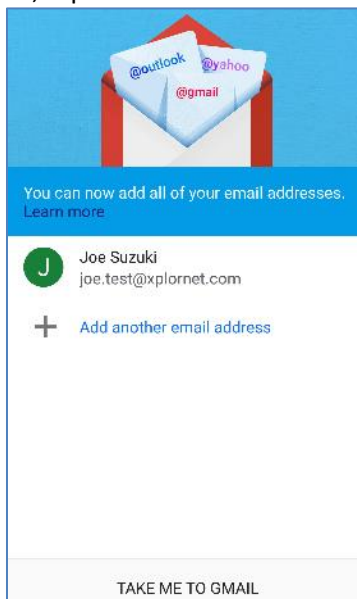 @outlook
@yahoo
@gmail
You can now add all of your email addresses.
Learn more
J
Joe Suzuki
joe.test@xplornet.com
+ Add another email address
TAKE ME TO GMAIL